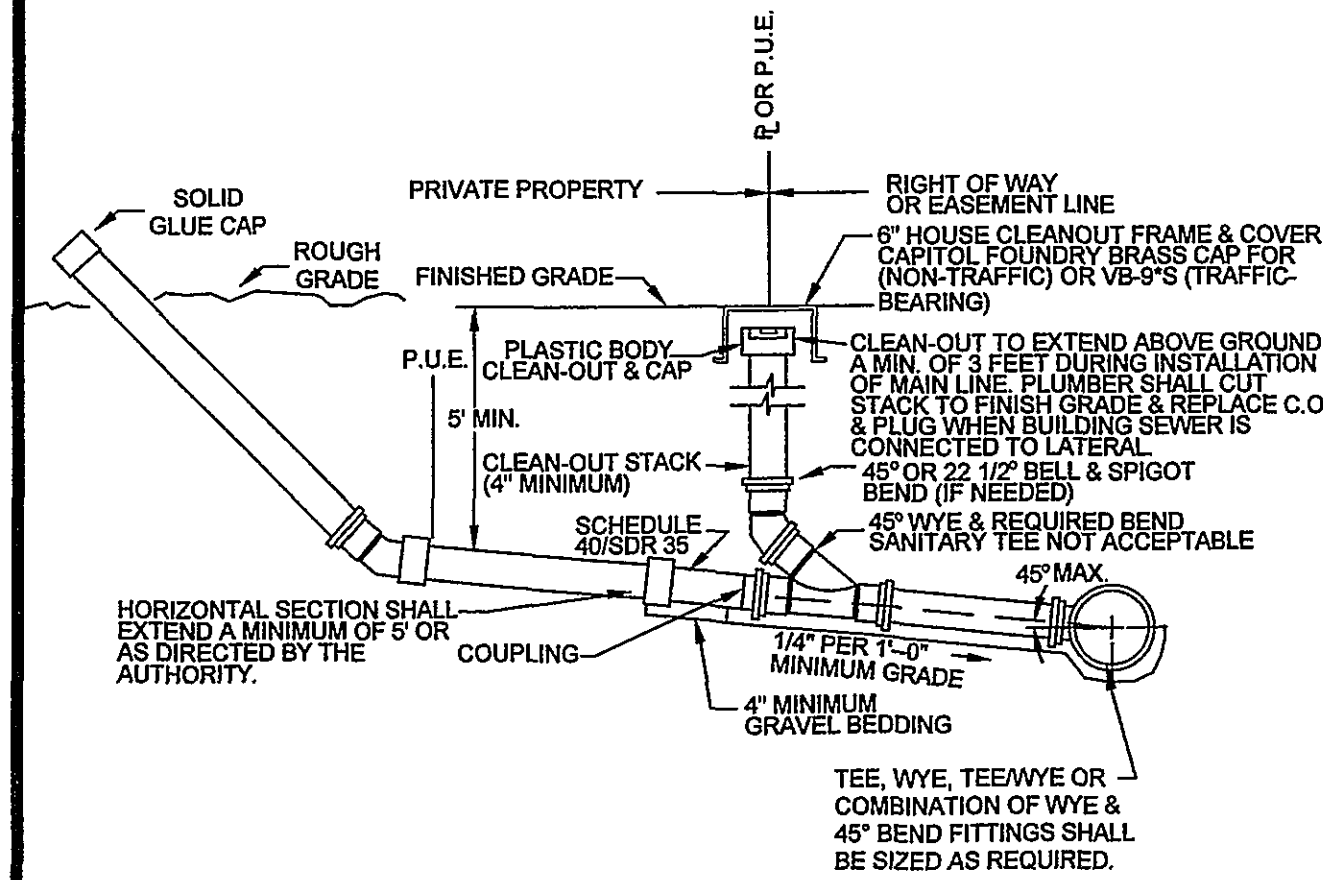 ℄ OR P.U.E.
SOLID
GLUE CAP
ROUGH
GRADE
PRIVATE PROPERTY
RIGHT OF WAY
OR EASEMENT LINE
FINISHED GRADE
6" HOUSE CLEANOUT FRAME & COVER
CAPITOL FOUNDRY BRASS CAP FOR
(NON-TRAFFIC) OR VB-9*S (TRAFFIC-
BEARING)
P.U.E.
5' MIN.
PLASTIC BODY
CLEAN-OUT & CAP
CLEAN-OUT TO EXTEND ABOVE GROUND
A MIN. OF 3 FEET DURING INSTALLATION
OF MAIN LINE. PLUMBER SHALL CUT
STACK TO FINISH GRADE & REPLACE C.O
& PLUG WHEN BUILDING SEWER IS
CONNECTED TO LATERAL
CLEAN-OUT STACK
(4" MINIMUM)
45° OR 22 1/2° BELL & SPIGOT
BEND (IF NEEDED)
SCHEDULE
40/SDR 35
45° WYE & REQUIRED BEND
SANITARY TEE NOT ACCEPTABLE
45° MAX.
HORIZONTAL SECTION SHALL
EXTEND A MINIMUM OF 5' OR
AS DIRECTED BY THE
AUTHORITY.
COUPLING
1/4" PER 1'-0"
MINIMUM GRADE
4" MINIMUM
GRAVEL BEDDING
TEE, WYE, TEE/WYE OR
COMBINATION OF WYE &
45° BEND FITTINGS SHALL
BE SIZED AS REQUIRED.